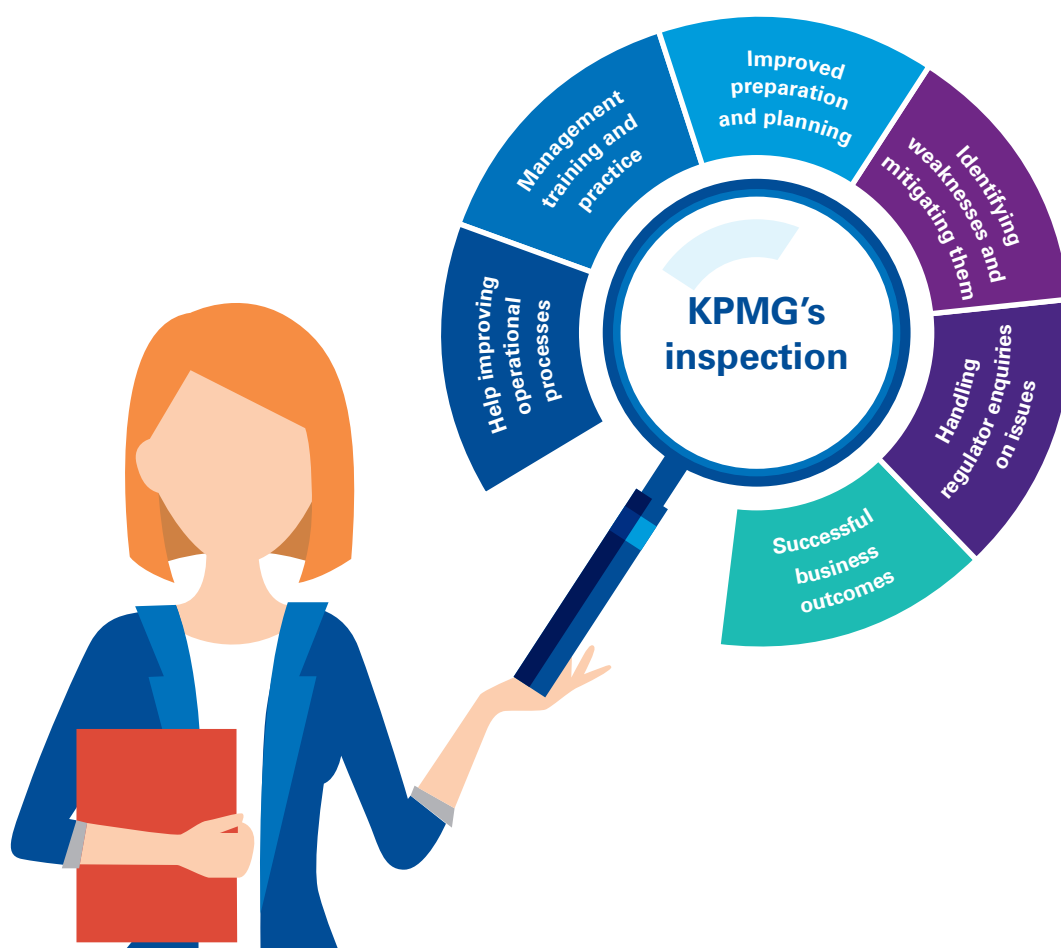 KPMG's
inspection
Help improving
operational
processes
Management
training and
practice
Improved
preparation
and planning
Identifying
weaknesses and
mitigating them
Handling
regulator enquiries
on issues
Successful
business
outcomes